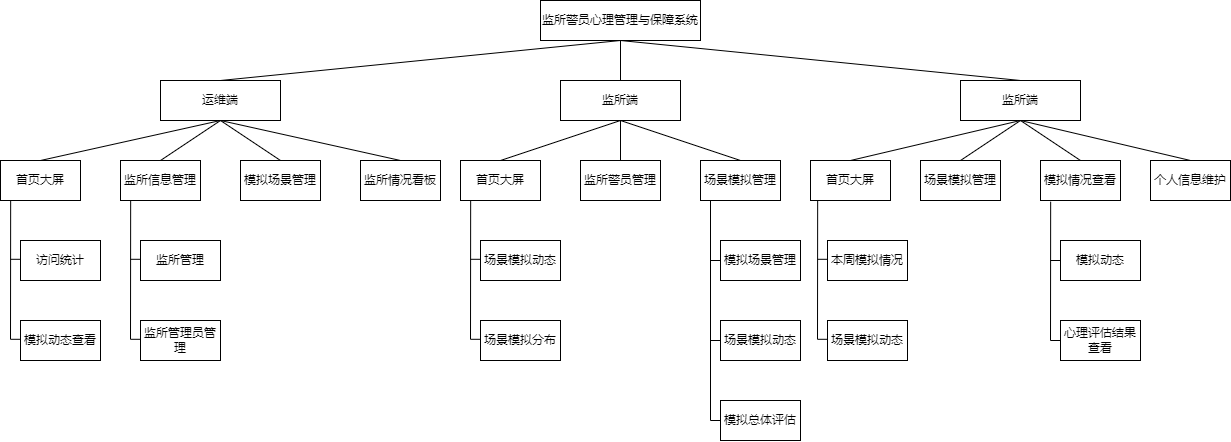 监所警员心理管理与保障系统
运维端
监所端
监所端
首页大屏
监所信息管理
模拟场景管理
监所情况看板
首页大屏
监所警员管理
场景模拟管理
首页大屏
场景模拟管理
模拟情况查看
个人信息维护
访问统计
监所管理
场景模拟动态
模拟场景管理
本周模拟情况
模拟动态
模拟动态查看
监所管理员管
理
场景模拟分布
场景模拟动态
场景模拟动态
心理评估结果
查看
模拟总体评估